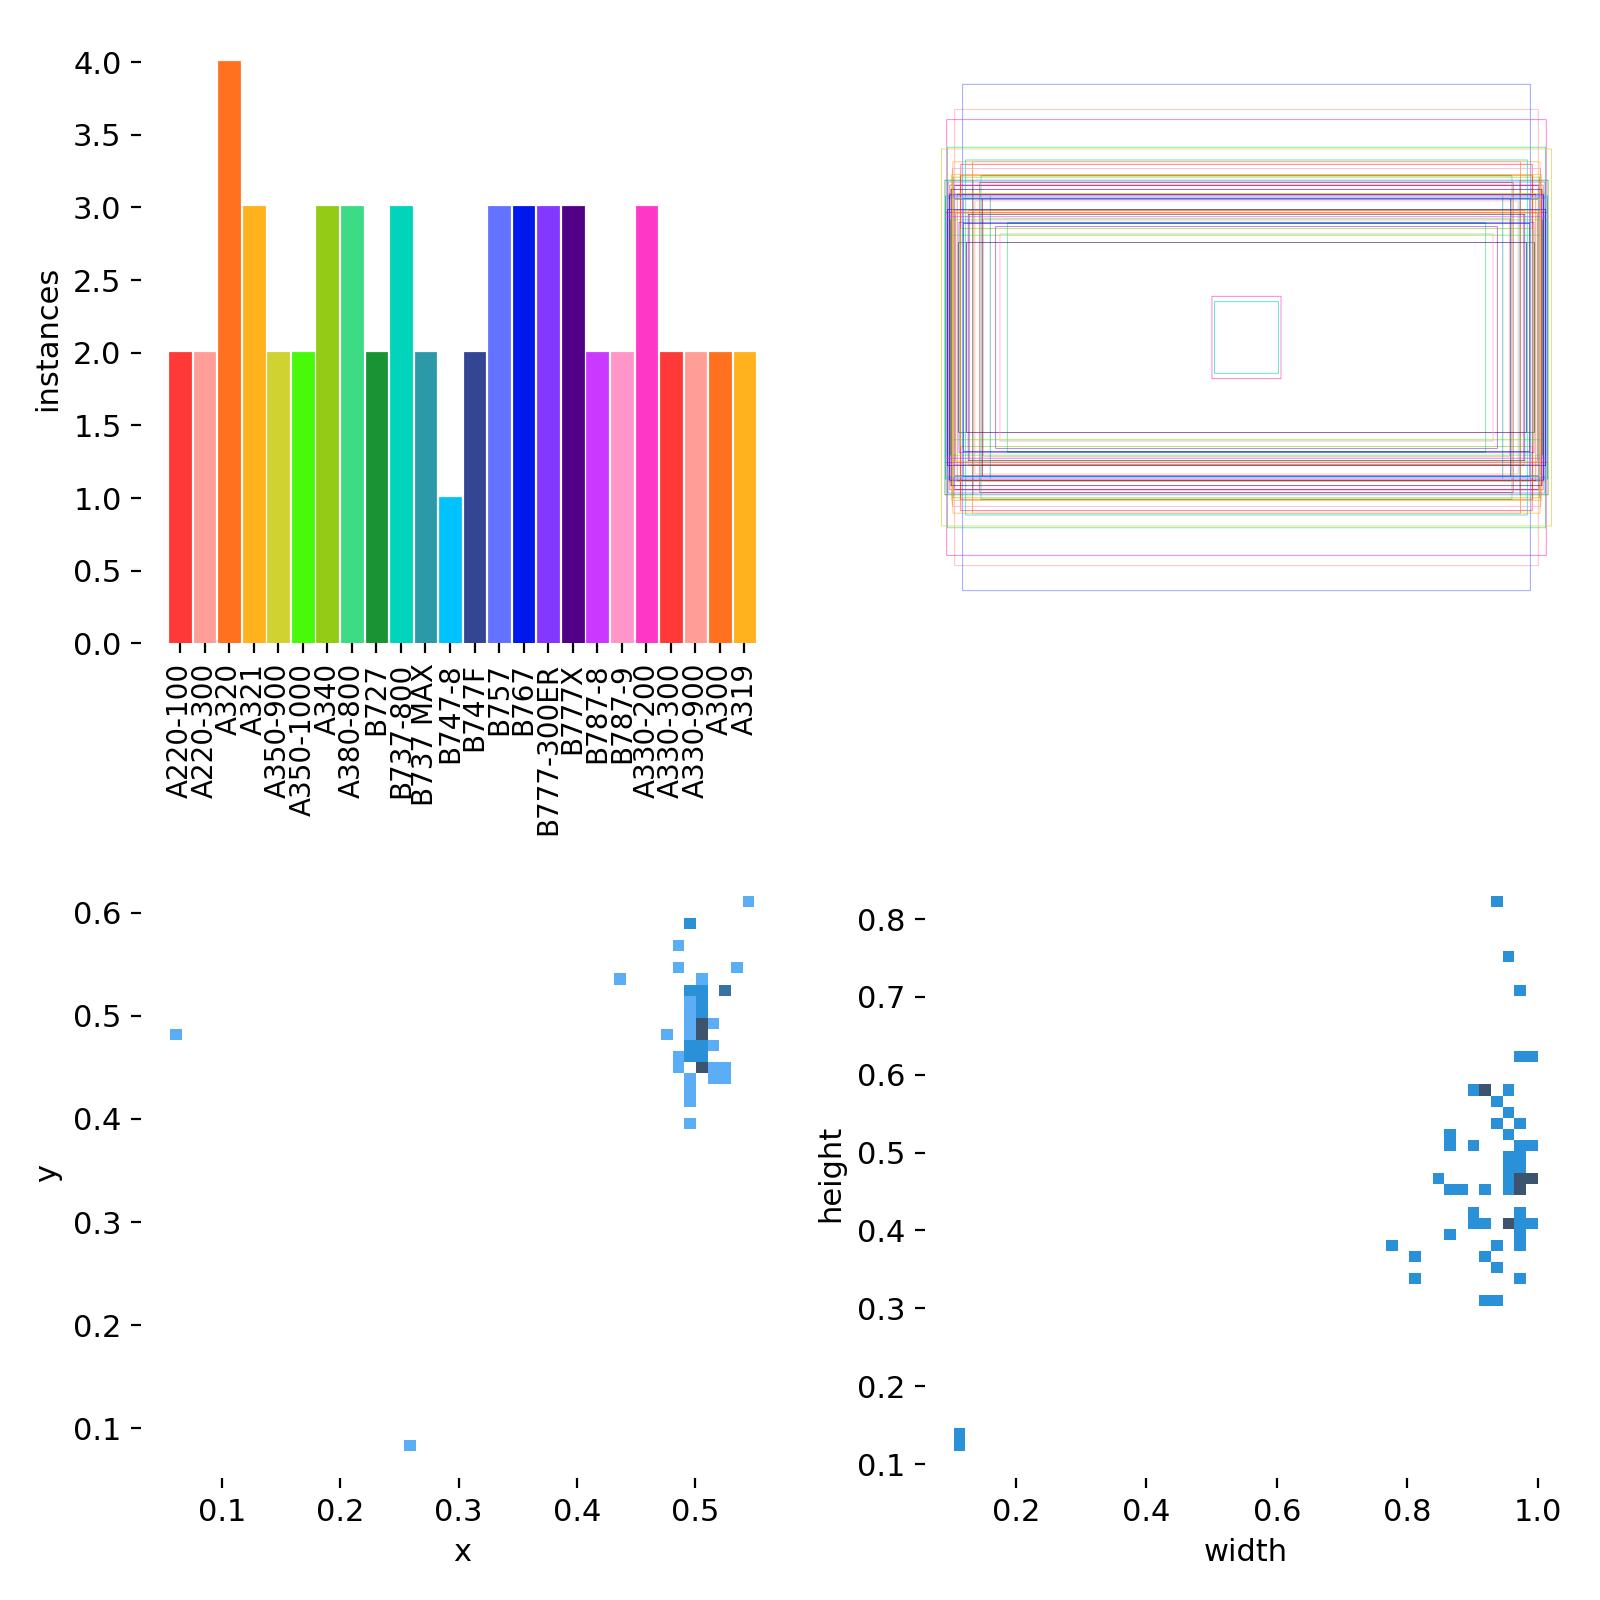 4.0
3.5
3.0
2.5
2.0
1.5
1.0
0.5
0.0
instances
A220-100
A220-300
A320
A321
A350-900
A350-1000
A340
A380-800
B727
B737-800
B737 MAX
B747-8
B747F
B757
B767
B777-300ER
B777X
B787-8
B787-9
A330-200
A330-300
A330-900
A300
A319
0.6
0.5
0.4
0.3
0.2
0.1
y
0.1 0.2 0.3 0.4 0.5
x
0.8
0.7
0.6
0.5
0.4
0.3
0.2
0.1
height
0.2 0.4 0.6 0.8 1.0
width